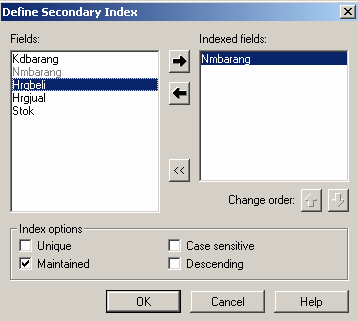 Define Secondary Index
Fields:
Indexed fields:
Kdbarang
Nmbarang
Hrgbeli
Hrgjual
Stok
Nmbarang
<<
Change order:
Index options
Unique
Case sensitive
Maintained
Descending
OK
Cancel
Help